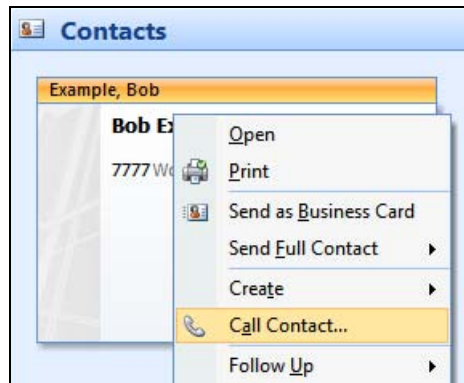 Contacts
Example, Bob
Bob Ex
Open
7777
Print
Send as Business Card
Send Full Contact
Create
Call Contact...
Follow Up